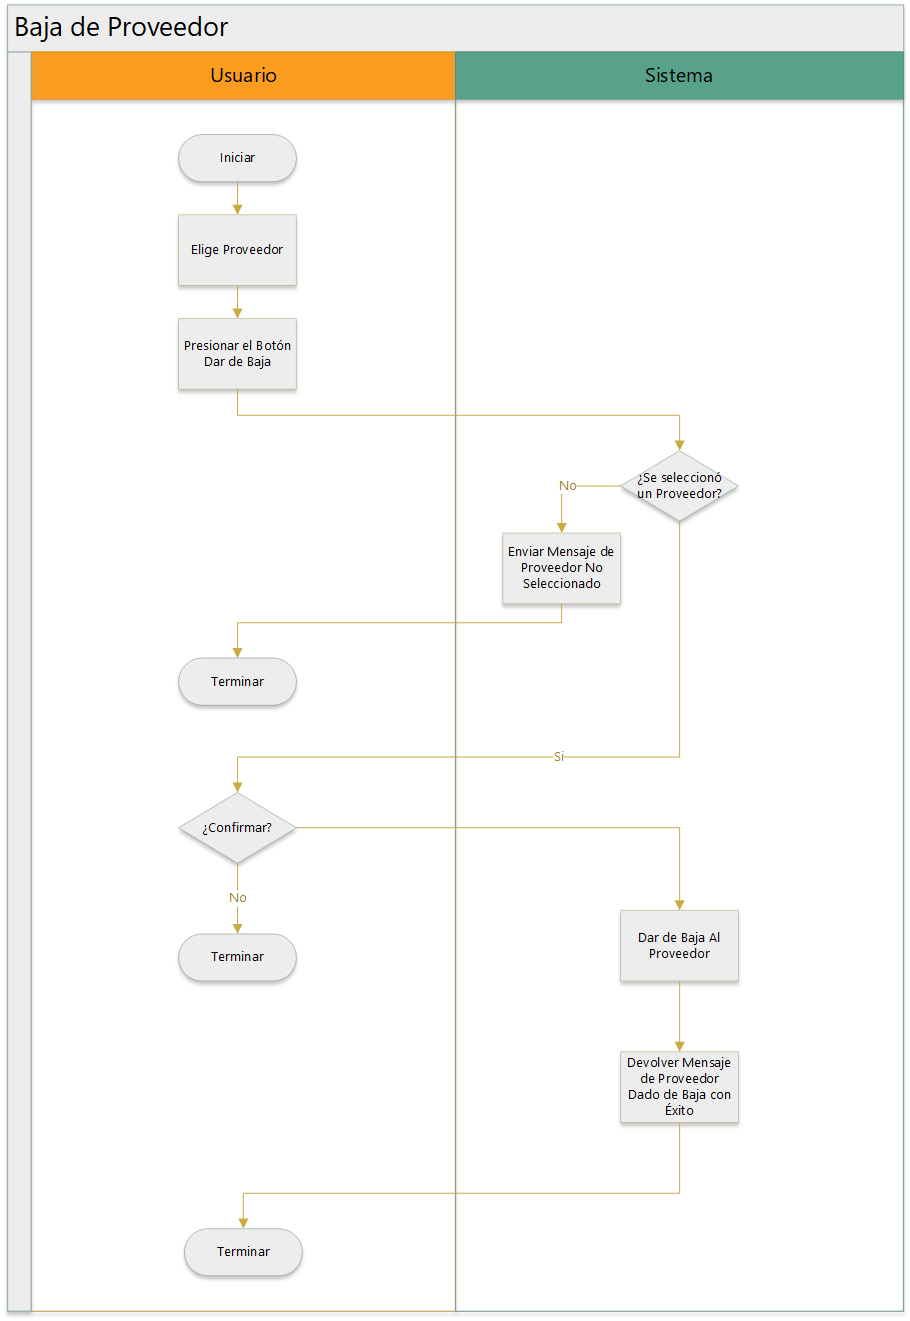 Baja de Proveedor
Usuario
Sistema
Iniciar
Elige Proveedor
Presionar el Botón
Dar de Baja
¿Se seleccionó
un Proveedor?
No
Enviar Mensaje de
Proveedor No
Seleccionado
Terminar
Si
¿Confirmar?
No
Terminar
Dar de Baja Al
Proveedor
Devolver Mensaje
de Proveedor
Dado de Baja con
Éxito
Terminar